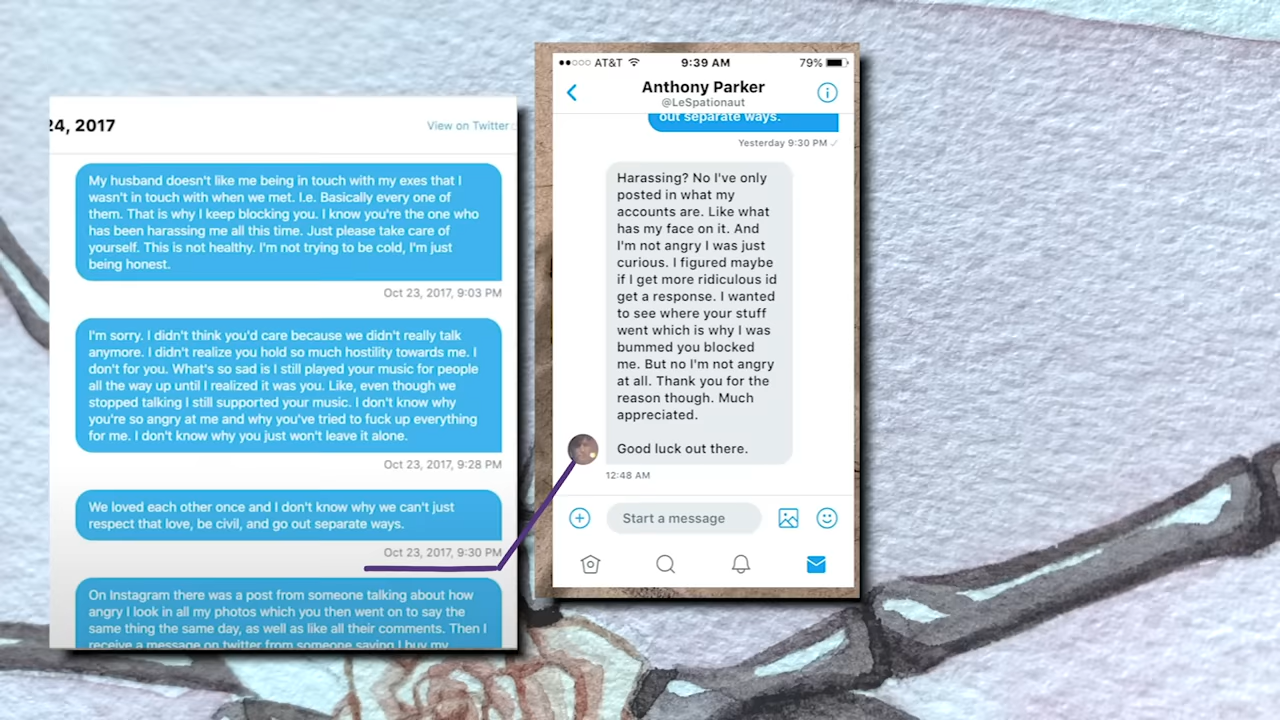 24, 2017
View on Twitter
My husband doesn't like me being in touch with my exes that I
wasn't in touch with when we met. I.e. Basically every one of
them. That is why I keep blocking you. I know you're the one who
has been harassing me all this time. Just please take care of
yourself. This is not healthy. I'm not trying to be cold, I'm just
being honest.
Oct 23, 2017, 9:03 PM
I'm sorry. I didn't think you'd care because we didn't really talk
anymore. I didn't realize you hold so much hostility towards me. I
don't for you. What's so sad is I still played your music for people
all the way up until I realized it was you. Like, even though we
stopped talking I still supported your music. I don't know why
you're so angry at me and why you've tried to fuck up everything
for me. I don't know why you just won't leave it alone.
Oct 23, 2017, 9:28 PM
We loved each other once and I don't know why we can't just
respect that love, be civil, and go out separate ways.
Oct 23, 2017, 9:30 PM
On Instagram there was a post from someone talking about how
angry I look in all my photos which you then went on to say the
same thing the same day, as well as like all their comments. Then I
receive a message on twitter from someone saying I buy my
AT&T
9:39 AM
79%
Anthony Parker
@LeSpationaut
out separate ways.
Yesterday 9:30 PM
Harassing? No I've only
posted in what my
accounts are. Like what
has my face on it. And
I'm not angry I was just
curious. I figured maybe
if I get more ridiculous id
get a response. I wanted
to see where your stuff
went which is why I was
bummed you blocked
me. But no I'm not angry
at all. Thank you for the
reason though. Much
appreciated.
Good luck out there.
12:48 AM
Start a message